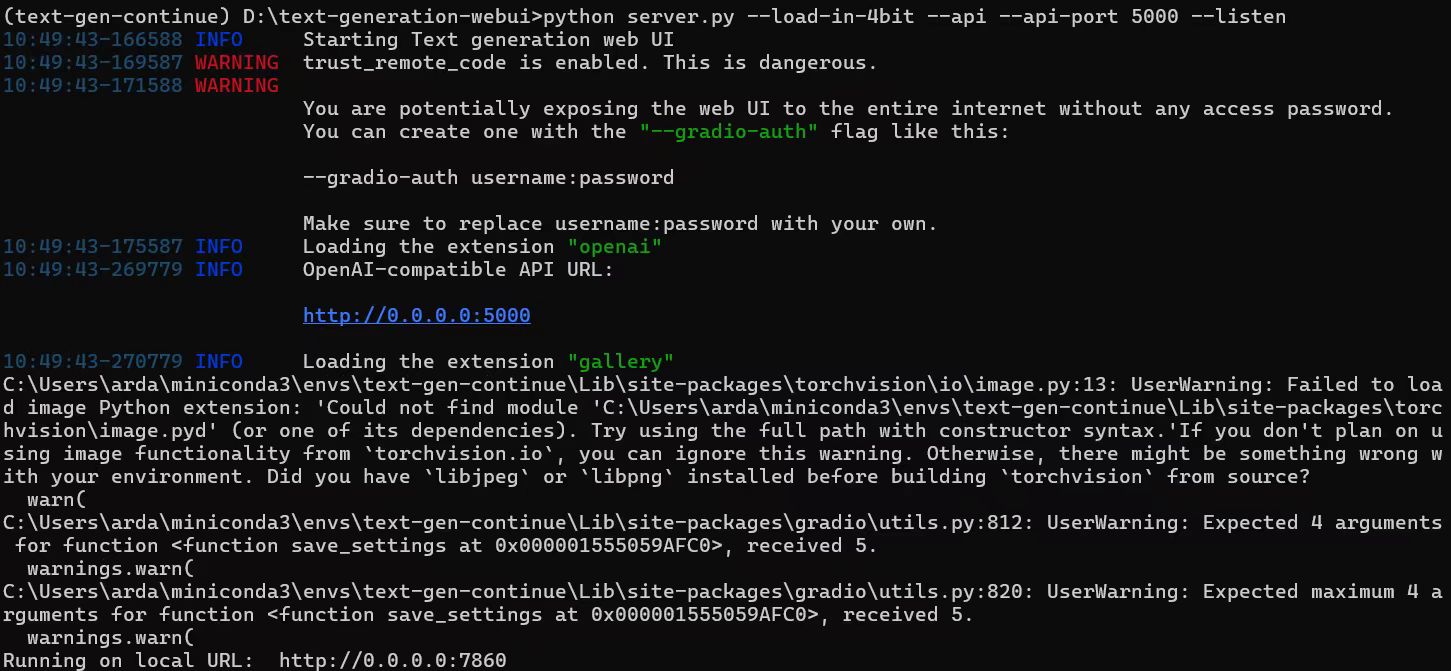 (text-gen-continue) D:\text-generation-webui>python server.py --load-in-4bit --api --api-port 5000 --listen
10:49:43-166588 INFO     Starting Text generation web UI
10:49:43-169587 WARNING  trust_remote_code is enabled. This is dangerous.
10:49:43-171588 WARNING
You are potentially exposing the web UI to the entire internet without any access password.
You can create one with the "--gradio-auth" flag like this:
--gradio-auth username:password
Make sure to replace username:password with your own.
10:49:43-175587 INFO     Loading the extension "openai"
10:49:43-269779 INFO     OpenAI-compatible API URL:
http://0.0.0.0:5000
10:49:43-270779 INFO     Loading the extension "gallery"
C:\Users\arda\miniconda3\envs\text-gen-continue\Lib\site-packages\torchvision\io\image.py:13: UserWarning: Failed to loa
d image Python extension: 'Could not find module 'C:\Users\arda\miniconda3\envs\text-gen-continue\Lib\site-packages\torc
hvision\image.pyd' (or one of its dependencies). Try using the full path with constructor syntax.'If you don't plan on u
sing image functionality from `torchvision.io`, you can ignore this warning. Otherwise, there might be something wrong w
ith your environment. Did you have `libjpeg` or `libpng` installed before building `torchvision` from source?
  warn(
C:\Users\arda\miniconda3\envs\text-gen-continue\Lib\site-packages\gradio\utils.py:812: UserWarning: Expected 4 arguments
 for function <function save_settings at 0x000001555059AFC0>, received 5.
  warnings.warn(
C:\Users\arda\miniconda3\envs\text-gen-continue\Lib\site-packages\gradio\utils.py:820: UserWarning: Expected maximum 4 a
rguments for function <function save_settings at 0x000001555059AFC0>, received 5.
  warnings.warn(
Running on local URL:  http://0.0.0.0:7860